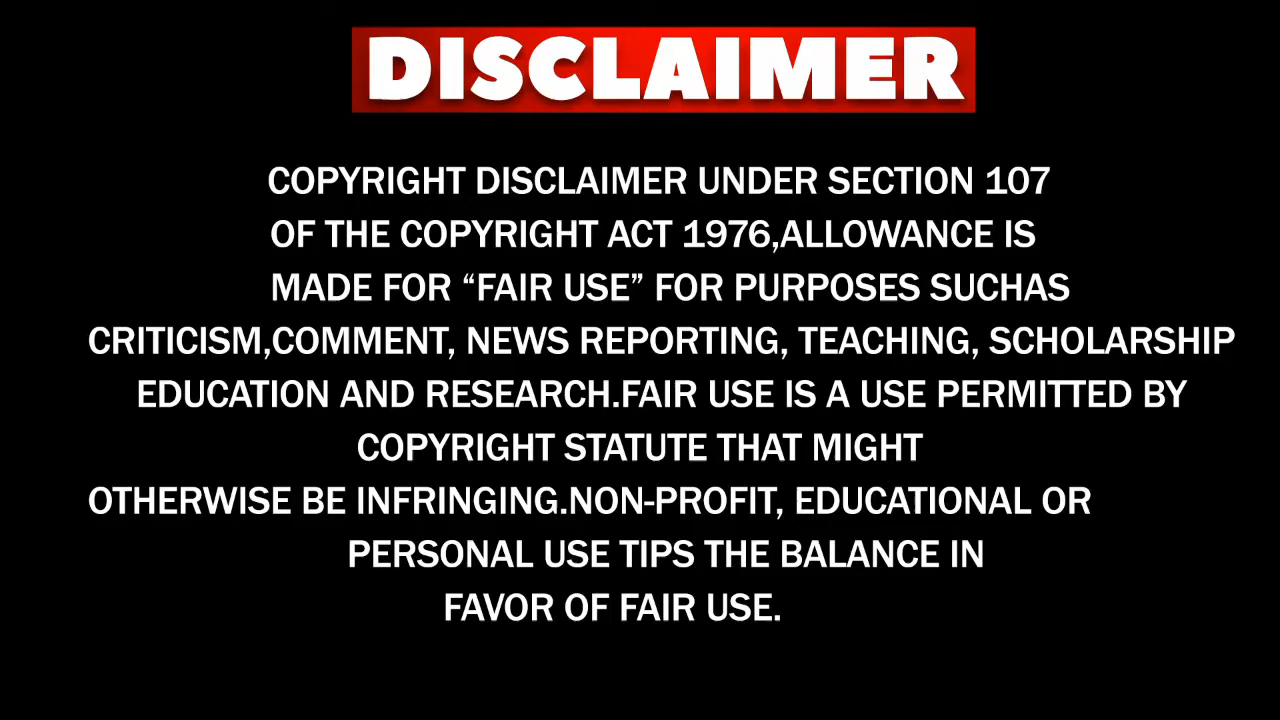 DISCLAIMER
COPYRIGHT DISCLAIMER UNDER SECTION 107
OF THE COPYRIGHT ACT 1976,ALLOWANCE IS
MADE FOR “FAIR USE” FOR PURPOSES SUCHAS
CRITICISM,COMMENT, NEWS REPORTING, TEACHING, SCHOLARSHIP
EDUCATION AND RESEARCH.FAIR USE IS A USE PERMITTED BY
COPYRIGHT STATUTE THAT MIGHT
OTHERWISE BE INFRINGING.NON-PROFIT, EDUCATIONAL OR
PERSONAL USE TIPS THE BALANCE IN
FAVOR OF FAIR USE.